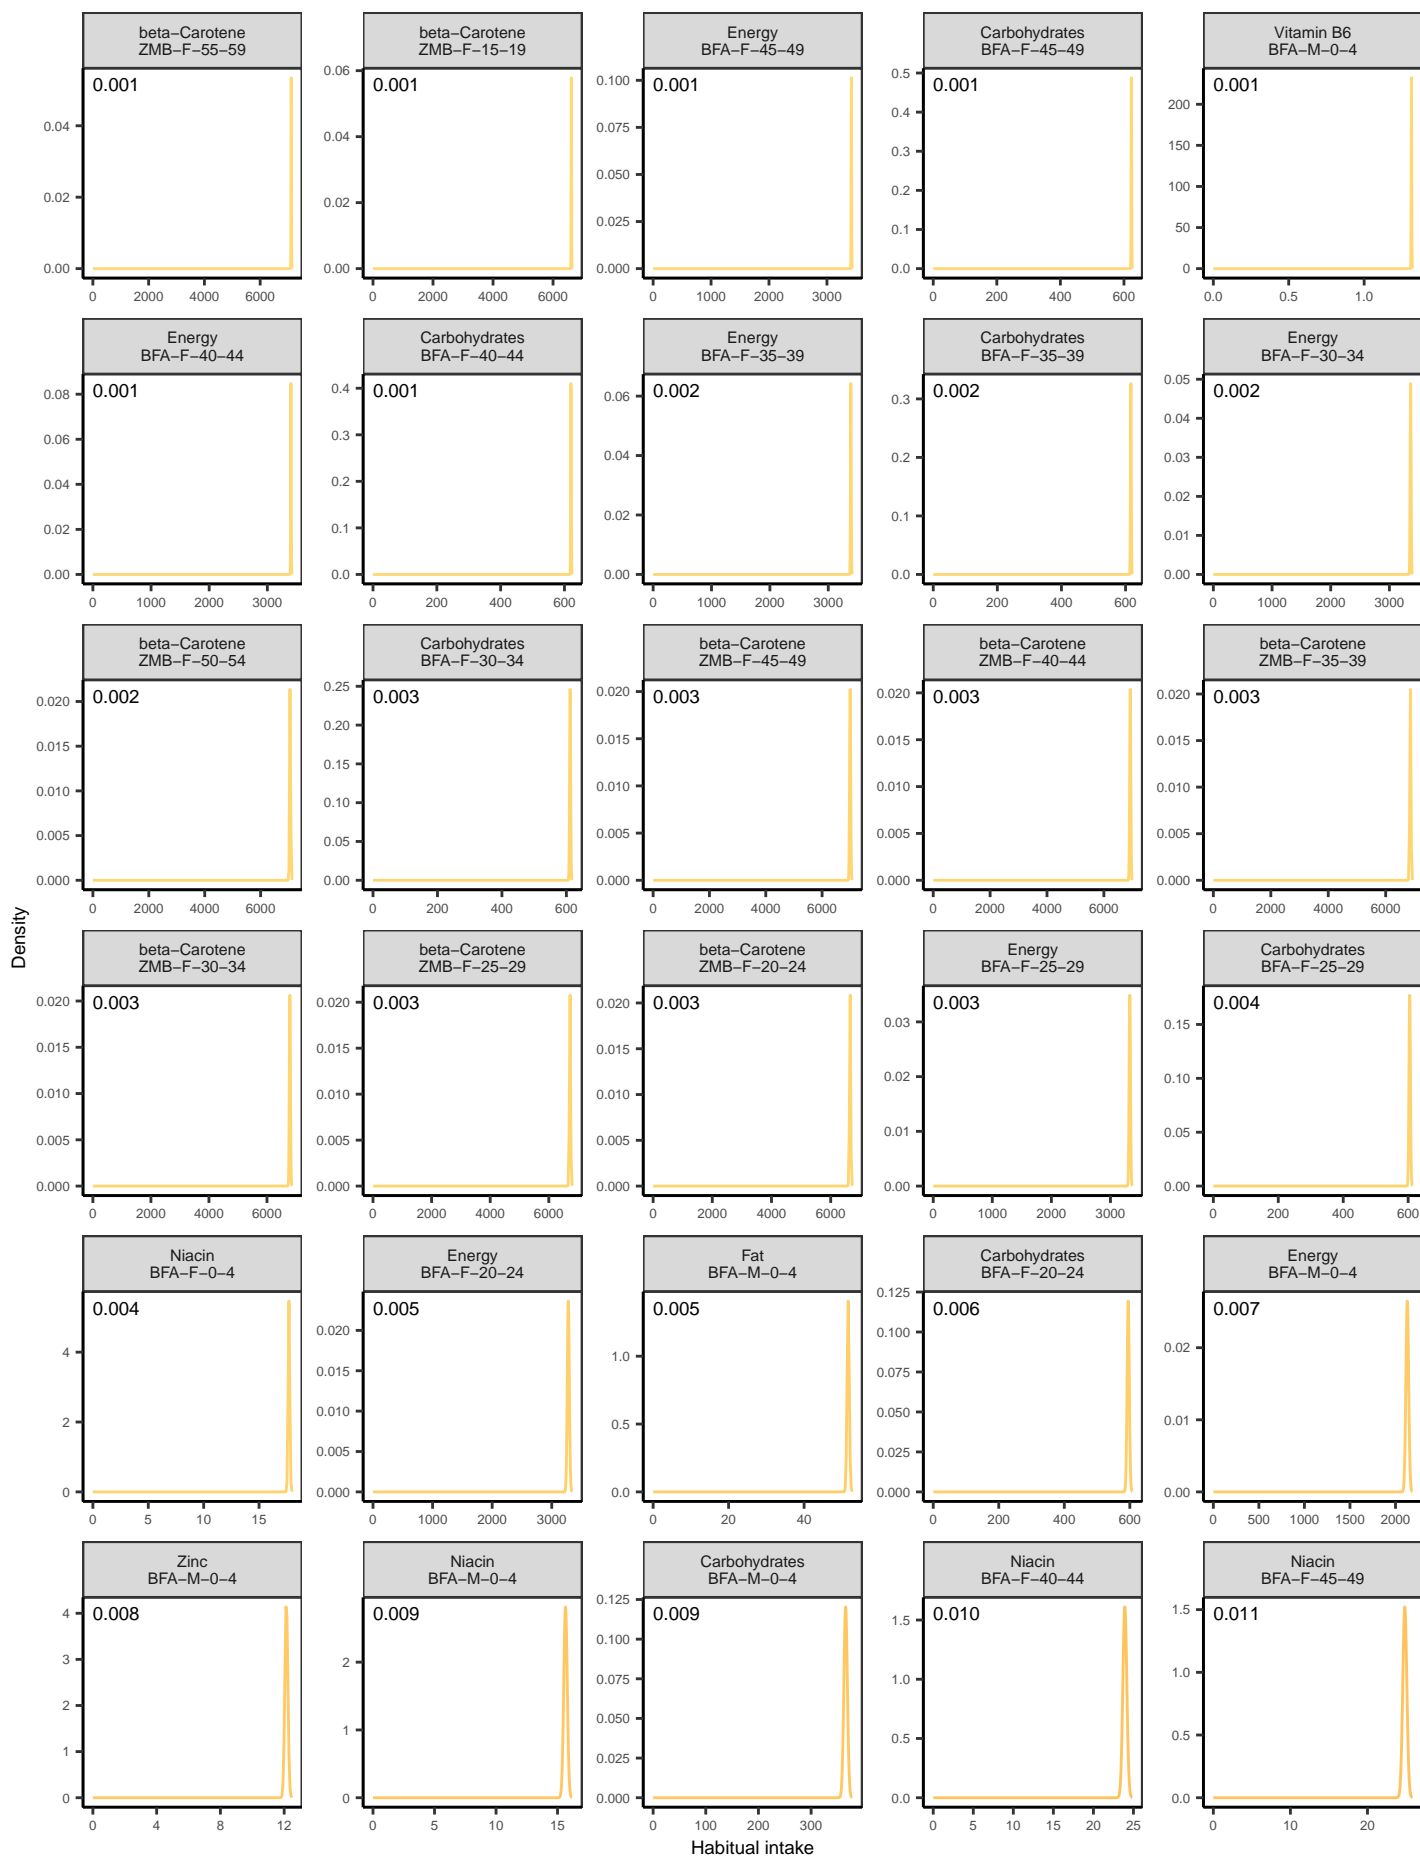 beta−Carotene
ZMB−F−55−59
beta−Carotene
ZMB−F−15−19
Energy
BFA−F−45−49
Carbohydrates
BFA−F−45−49
Vitamin B6
BFA−M−0−4
0.001
0.001
0.001
0.001
0.001
0.04
0.02
0.00
0.06
0.04
0.02
0.00
0.100
0.075
0.050
0.025
0.000
0.5
0.4
0.3
0.2
0.1
0.0
200
150
100
50
0
0 2000 4000 6000
0 2000 4000 6000
0 1000 2000 3000
0 200 400 600
0.0 0.5 1.0
Energy
BFA−F−40−44
Carbohydrates
BFA−F−40−44
Energy
BFA−F−35−39
Carbohydrates
BFA−F−35−39
Energy
BFA−F−30−34
0.001
0.001
0.002
0.002
0.002
0.08
0.06
0.04
0.02
0.00
0.4
0.3
0.2
0.1
0.0
0.06
0.04
0.02
0.00
0.3
0.2
0.1
0.0
0.05
0.04
0.03
0.02
0.01
0.00
0 1000 2000 3000
0 200 400 600
0 1000 2000 3000
0 200 400 600
0 1000 2000 3000
beta−Carotene
ZMB−F−50−54
Carbohydrates
BFA−F−30−34
beta−Carotene
ZMB−F−45−49
beta−Carotene
ZMB−F−40−44
beta−Carotene
ZMB−F−35−39
0.002
0.003
0.003
0.003
0.003
0.020
0.015
0.010
0.005
0.000
0.25
0.20
0.15
0.10
0.05
0.00
0.020
0.015
0.010
0.005
0.000
0.020
0.015
0.010
0.005
0.000
0.020
0.015
0.010
0.005
0.000
0 2000 4000 6000
0 200 400 600
0 2000 4000 6000
0 2000 4000 6000
0 2000 4000 6000
Density
beta−Carotene
ZMB−F−30−34
beta−Carotene
ZMB−F−25−29
beta−Carotene
ZMB−F−20−24
Energy
BFA−F−25−29
Carbohydrates
BFA−F−25−29
0.003
0.003
0.003
0.003
0.004
0.020
0.015
0.010
0.005
0.000
0.020
0.015
0.010
0.005
0.000
0.020
0.015
0.010
0.005
0.000
0.03
0.02
0.01
0.00
0.15
0.10
0.05
0.00
0 2000 4000 6000
0 2000 4000 6000
0 2000 4000 6000
0 1000 2000 3000
0 200 400 600
Niacin
BFA−F−0−4
Energy
BFA−F−20−24
Fat
BFA−M−0−4
Carbohydrates
BFA−F−20−24
Energy
BFA−M−0−4
0.004
0.005
0.005
0.006
0.007
4
2
0
0.020
0.015
0.010
0.005
0.000
1.0
0.5
0.0
0.125
0.100
0.075
0.050
0.025
0.000
0.02
0.01
0.00
0 5 10 15
0 1000 2000 3000
0 20 40
0 200 400 600
0 500 1000 1500 2000
Zinc
BFA−M−0−4
Niacin
BFA−M−0−4
Carbohydrates
BFA−M−0−4
Niacin
BFA−F−40−44
Niacin
BFA−F−45−49
0.008
0.009
0.009
0.010
0.011
4
3
2
1
0
2
1
0
0.125
0.100
0.075
0.050
0.025
0.000
1.5
1.0
0.5
0.0
1.5
1.0
0.5
0.0
0 4 8 12
0 5 10 15
0 100 200 300
0 5 10 15 20 25
0 10 20
Habitual intake